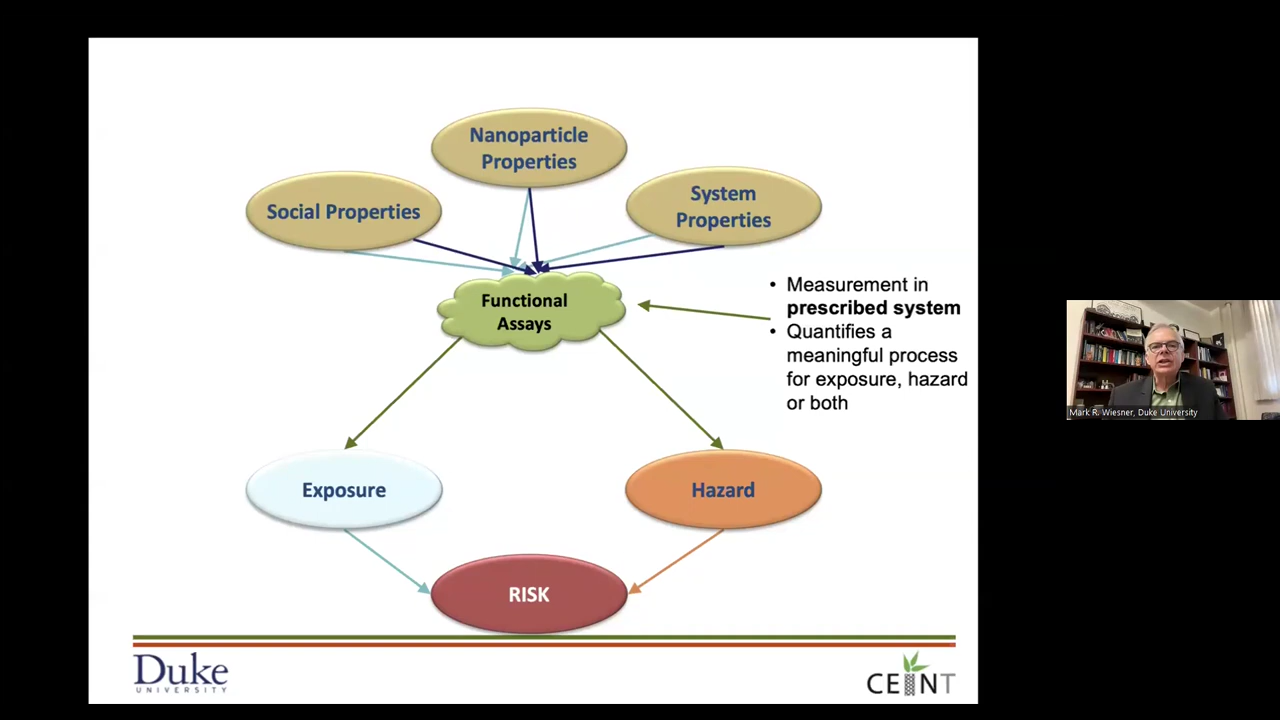 Nanoparticle
Properties
Social Properties
System
Properties
Functional
Assays
• Measurement in
prescribed system
• Quantifies a
meaningful process
for exposure, hazard
or both
Exposure
Hazard
RISK
Duke
UNIVERSITY
CEINT
Mark R. Wiesner, Duke University